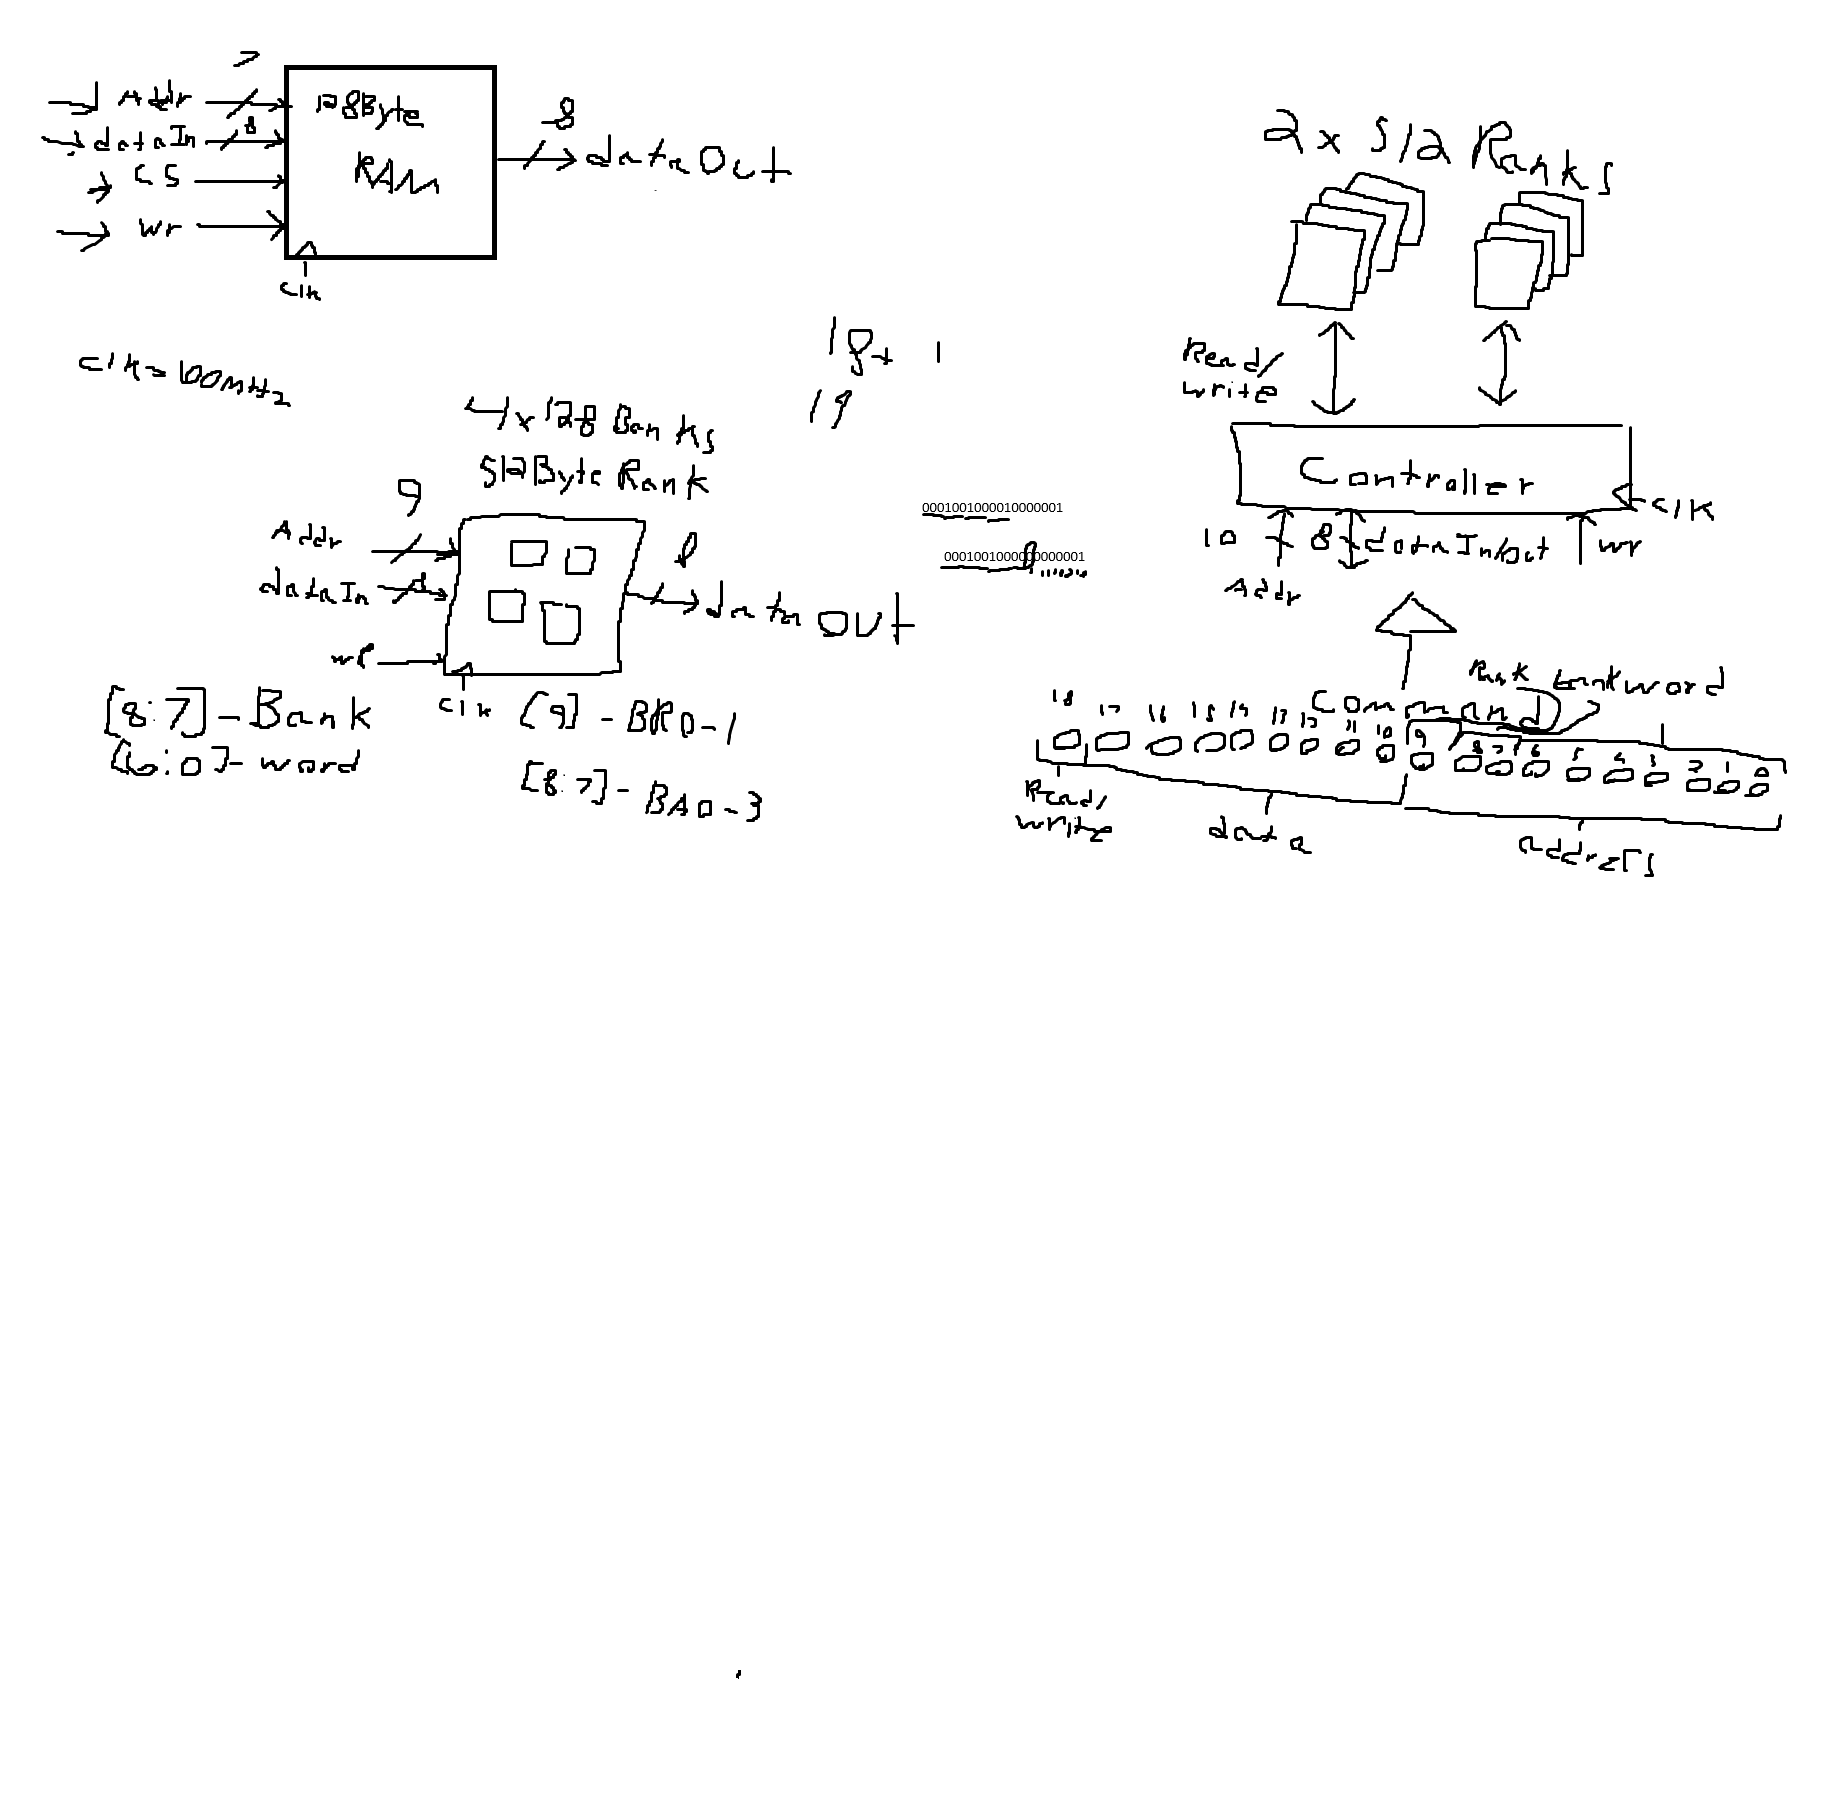 7
Addr
128Byte
dataIn 8
RAM
CS
wr
clk
8
dataOut
clk=100MHz
18+1
19
4x128 Banks
512Byte Rank
9
Addr
dataIn 8
wr
clk
8
data out
[8:7]-Bank
[6:0]-word
[9]-BR0-1
[8:7]-BA0-3
0001001000010000001
0001001000000000001
2x512 Ranks
Read/
write
Controller
clk
10
Addr
8
dataIn/out
wr
Command
Rank
Bank
word
18 17 16 15 14 13 12 11 10 9 8 7 6 5 4 3 2 1 0
Read/
write
data
address